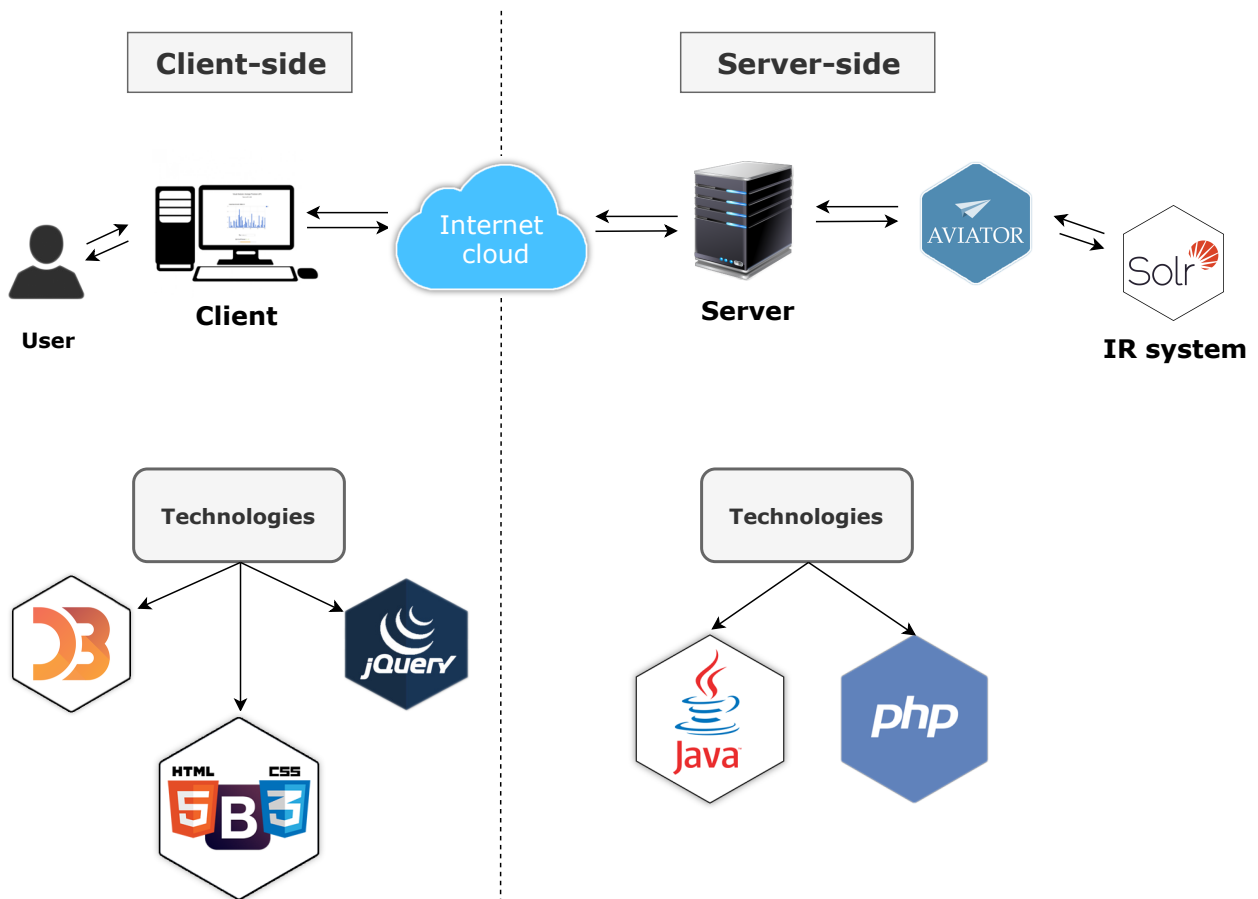 Client-side
Server-side
Internet
cloud
AVIATOR
Solr
User
Client
Server
IR system
Technologies
Technologies
D3
jQuery
HTML CSS
5 B 3
Java
php